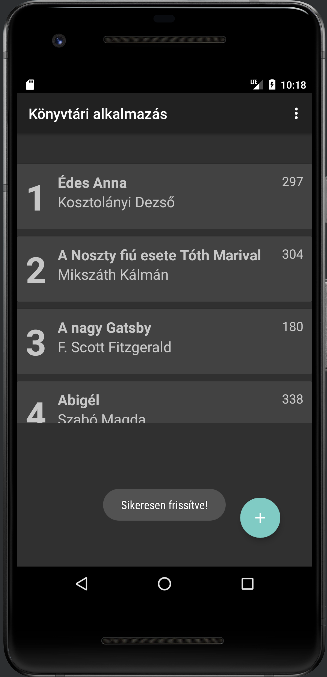 10:18
Könyvtári alkalmazás
1 Édes Anna 297
Kosztolányi Dezső
2 A Noszty fiú esete Tóth Marival 304
Mikszáth Kálmán
3 A nagy Gatsby 180
F. Scott Fitzgerald
4 Abigél 338
Szabó Magda
Sikeresen frissítve!
+